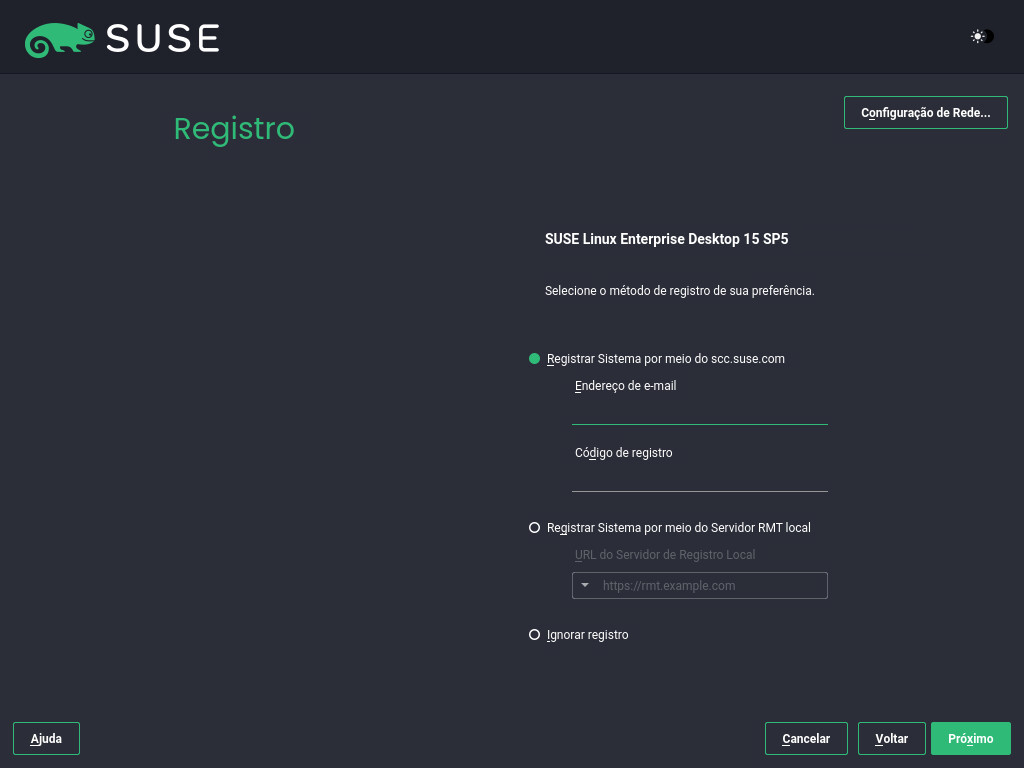 SUSE
Configuração de Rede...
Registro
SUSE Linux Enterprise Desktop 15 SP5
Selecione o método de registro de sua preferência.
Registrar Sistema por meio do scc.suse.com
Endereço de e-mail
Código de registro
Registrar Sistema por meio do Servidor RMT local
URL do Servidor de Registro Local
https://rmt.example.com
Ignorar registro
Ajuda
Cancelar
Voltar
Próximo